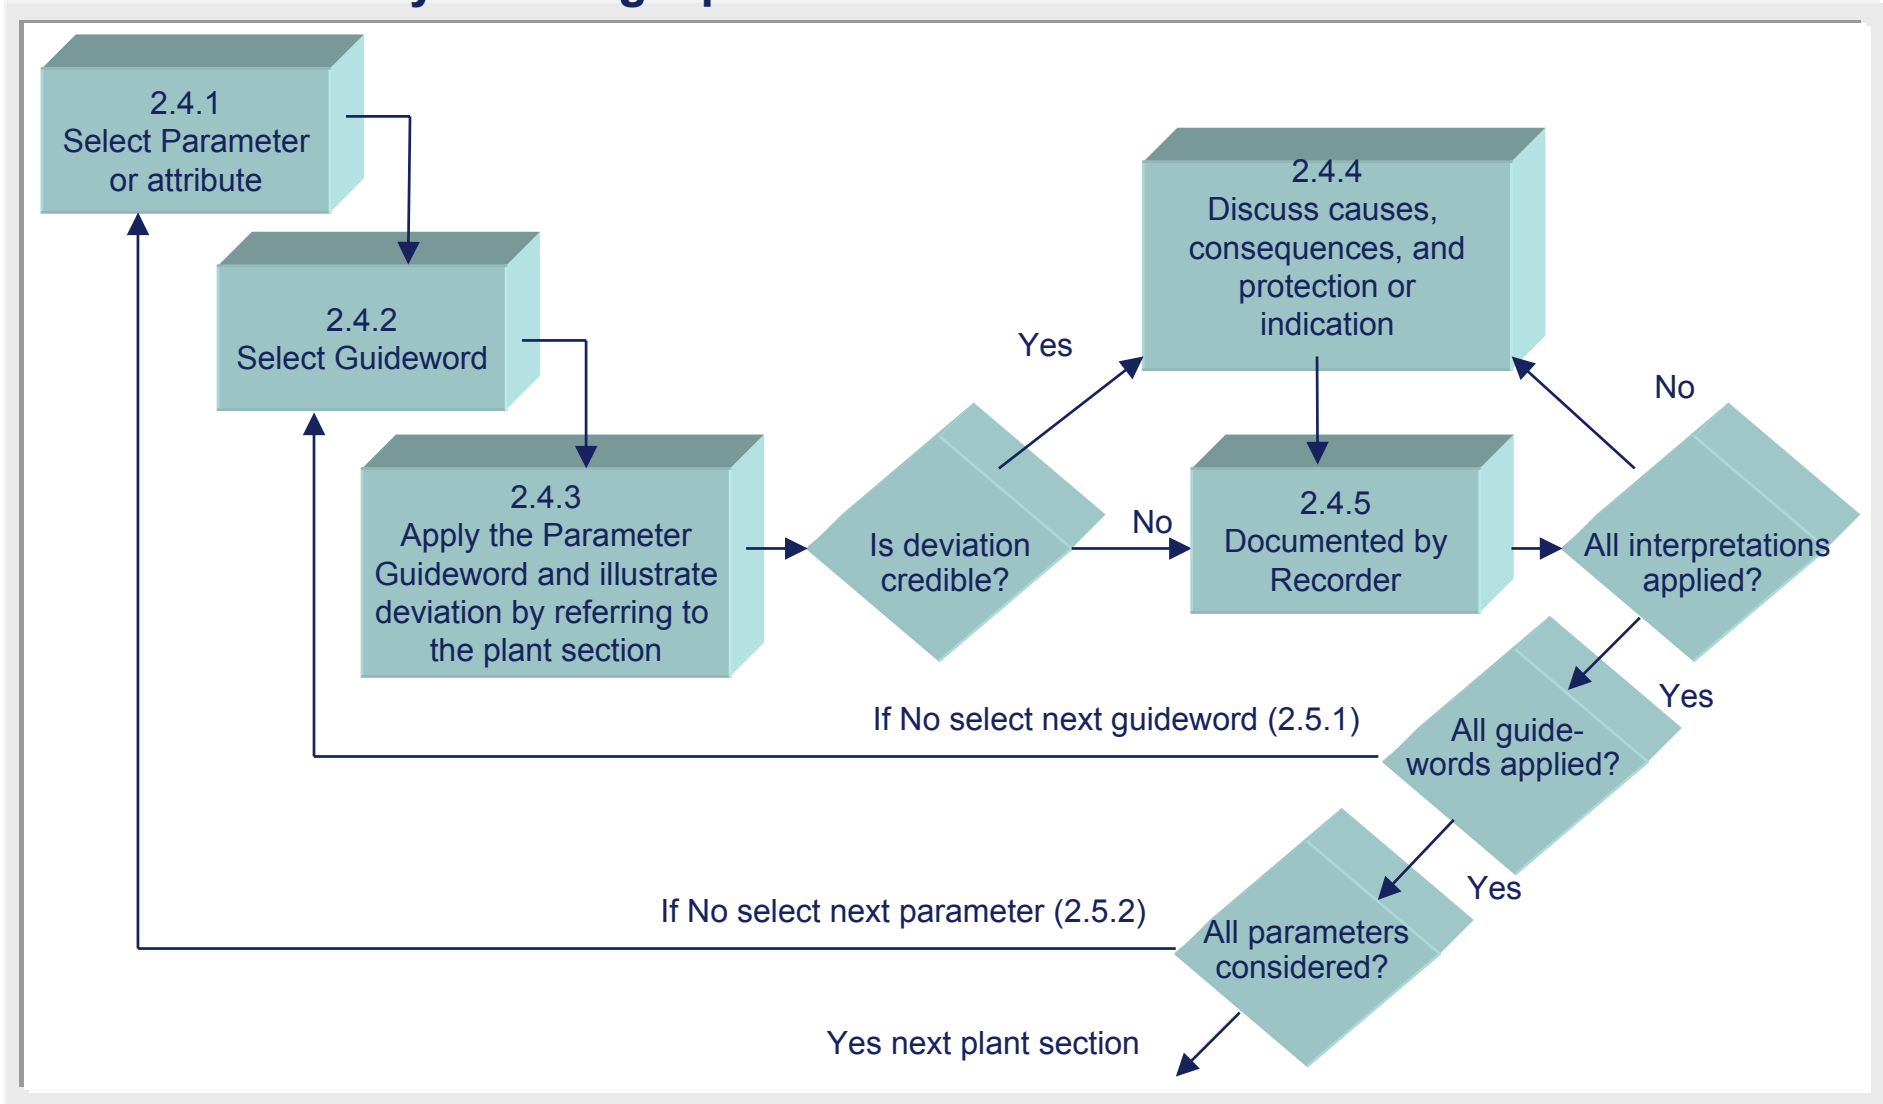 2.4.1
Select Parameter
or attribute
2.4.2
Select Guideword
2.4.3
Apply the Parameter
Guideword and illustrate
deviation by referring to
the plant section
Is deviation
credible?
Yes
No
2.4.4
Discuss causes,
consequences, and
protection or
indication
2.4.5
Documented by
Recorder
No
All interpretations
applied?
Yes
All guide-
words applied?
If No select next guideword (2.5.1)
Yes
All parameters
considered?
If No select next parameter (2.5.2)
Yes next plant section